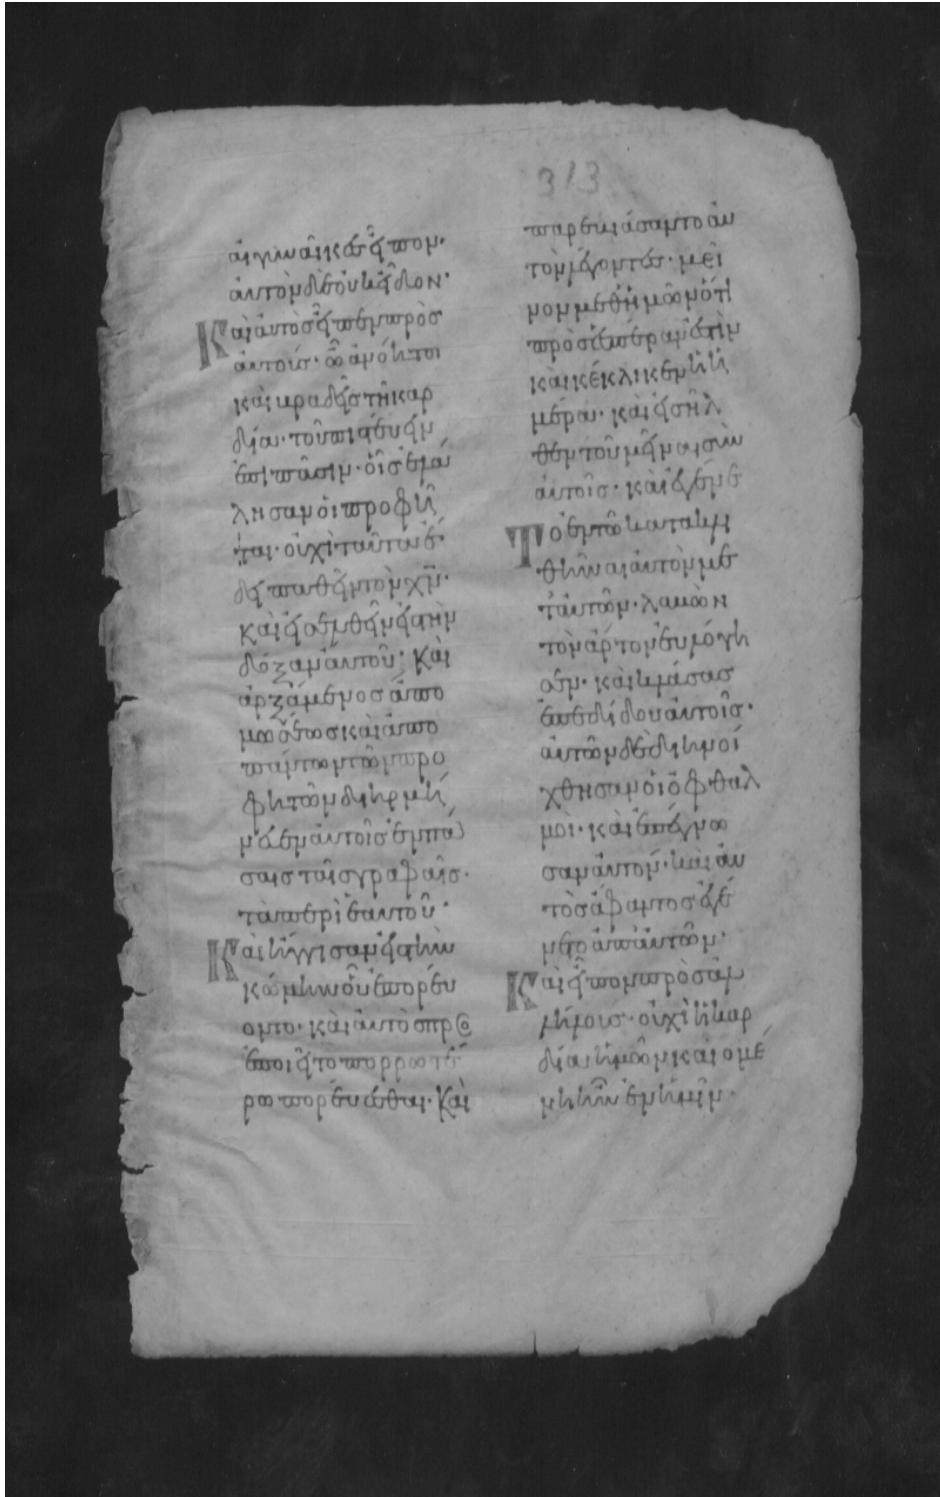 313
αἱ γυναῖκες εἶπον·
αὐτὸν δὲ οὐκ εἶδον·
Καὶ αὐτὸς εἶπεν πρὸς
αὐτούς· ὦ ἀνόητοι
καὶ βραδεῖς τῆ καρ
δία· τοῦ πιστεύειν
ἐπὶ πᾶσιν· οἷς ἐλά
λησαν οἱ προφῆ
ται· οὐχὶ ταῦτα ἔ
δει παθεῖν τὸν χν̅·
καὶ εἰσελθεῖν εἰς τὴν
δόξαν αὐτοῦ· Καὶ
ἀρξάμενος ἀπο
μωσέως καὶ ἀπο
πάντων τῶν προ
φητῶν διηρμή
νευεν αὐτοῖς ἐν πά
σαις ταῖς γραφαῖς·
τὰ περὶ ἑαυτοῦ·
Καὶ ἤγγισαν εἰς τὴν
κώμην οὗ ἐπορεύ
οντο· καὶ αὐτὸς προσ
εποιεῖτο πορρωτέ
ρω πορεύεσθαι· Καὶ
παρεβιάσαντο αὐ
τὸν λέγοντες· μεῖ
νον μεθ ἡμῶν ὅτι
πρὸς ἑσπέραν ἐστὶν
καὶ κέκλικεν ἡ ἡ
μέρα· καὶ εἰσῆλ
θεν τοῦ μεῖναι σὺν
αὐτοῖς· καὶ ἐγένε
Το ἐν τῶ κατακλι
θῆναι αὐτὸν με
τ αὐτῶν· λαβὼν
τὸν ἄρτον εὐλόγη
σεν· καὶ κλάσας
ἐπεδίδου αὐτοῖς·
αὐτῶν δὲ διηνοί
χθησαν οἱ ὀφθαλ
μοὶ· καὶ ἐπέγνω
σαν αὐτόν· καὶ αὐ
τὸς ἄφαντος ἐγέ
νετο ἀπ αὐτῶν·
Καὶ εἶπον πρὸς ἀλ
λήλους· οὐχὶ ἡ καρ
δία ἡμῶν καιομέ
νη ἦν ἐν ἡμῖν·